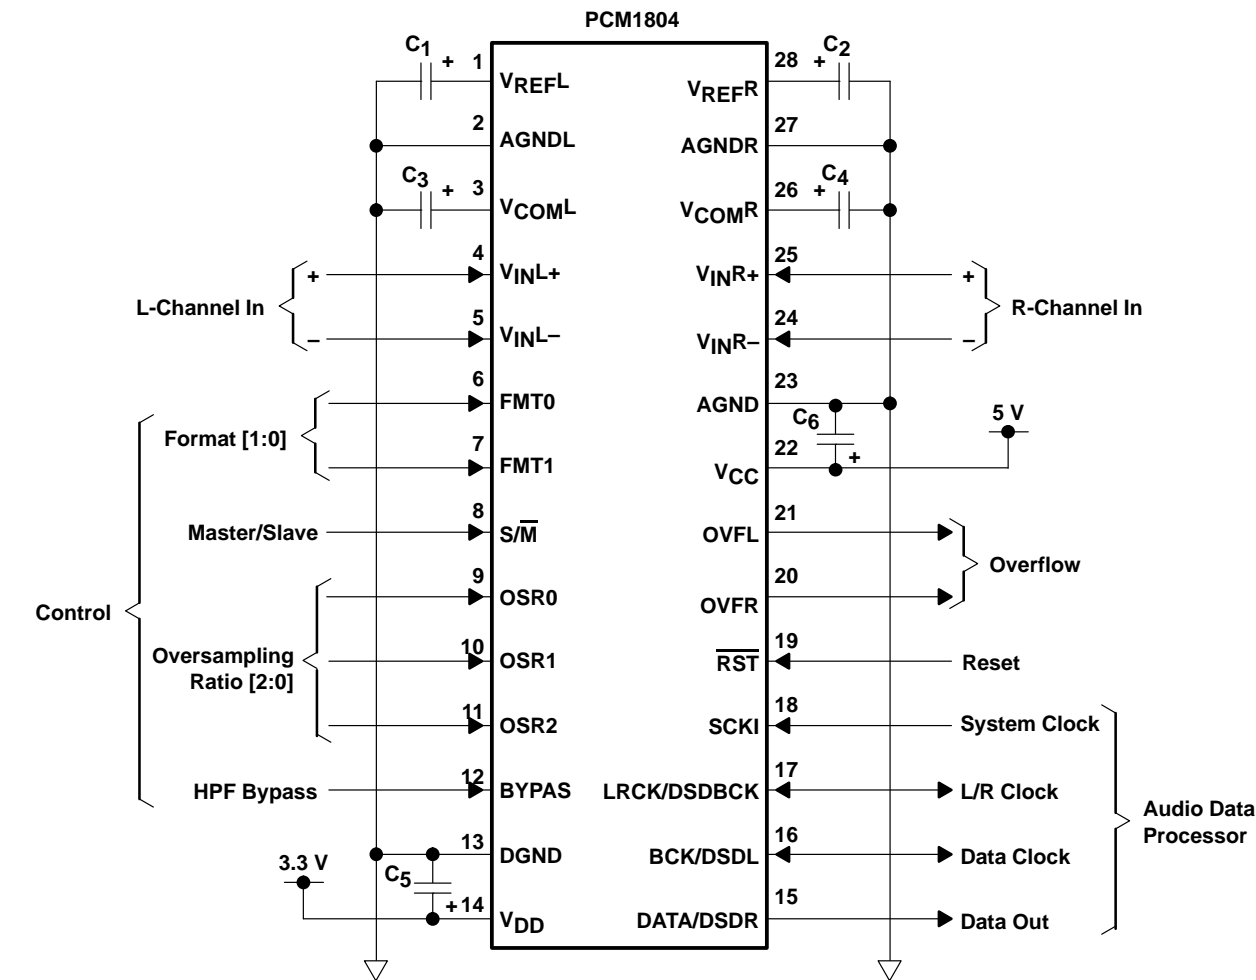 PCM1804
C1 + 1 VREFL
VREFR 28 + C2
2 AGNDL
AGNDR 27
C3 + 3 VCOML
VCOMR 26 + C4
L-Channel In
+ 4 VINL+
VINR+ 25 +
R-Channel In
– 5 VINL–
VINR– 24 –
6 FMT0
AGND 23
Format [1:0]
C6 +
5 V
7 FMT1
VCC 22
Master/Slave 8 S/M̅
OVFL 21
Overflow
Control
9 OSR0
OVFR 20
Oversampling
Ratio [2:0]
10 OSR1
R̅S̅T̅ 19 Reset
11 OSR2
SCKI 18 System Clock
HPF Bypass 12 BYPAS
LRCK/DSDBCK 17 L/R Clock
Audio Data
Processor
13 DGND
BCK/DSDL 16 Data Clock
3.3 V
C5 +
14 VDD
DATA/DSDR 15 Data Out